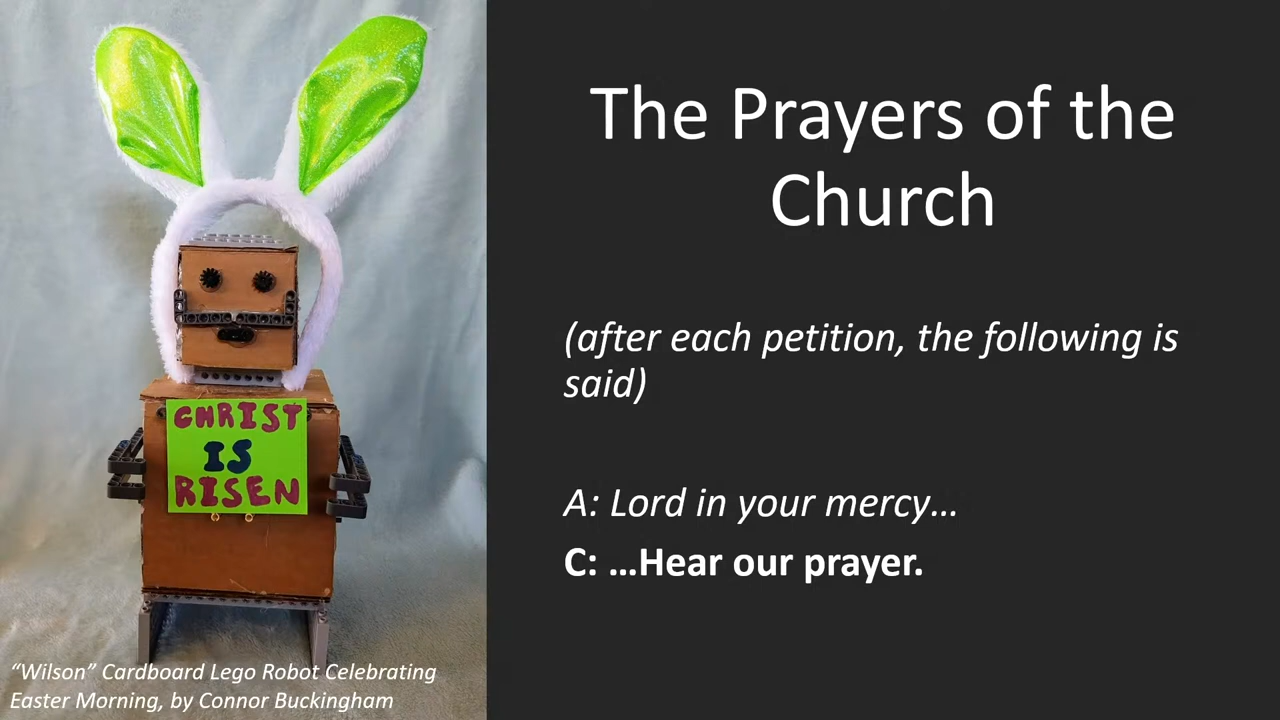 The Prayers of the
Church
(after each petition, the following is
said)
A: Lord in your mercy…
C: …Hear our prayer.
CHRIST
IS
RISEN
“Wilson” Cardboard Lego Robot Celebrating
Easter Morning, by Connor Buckingham